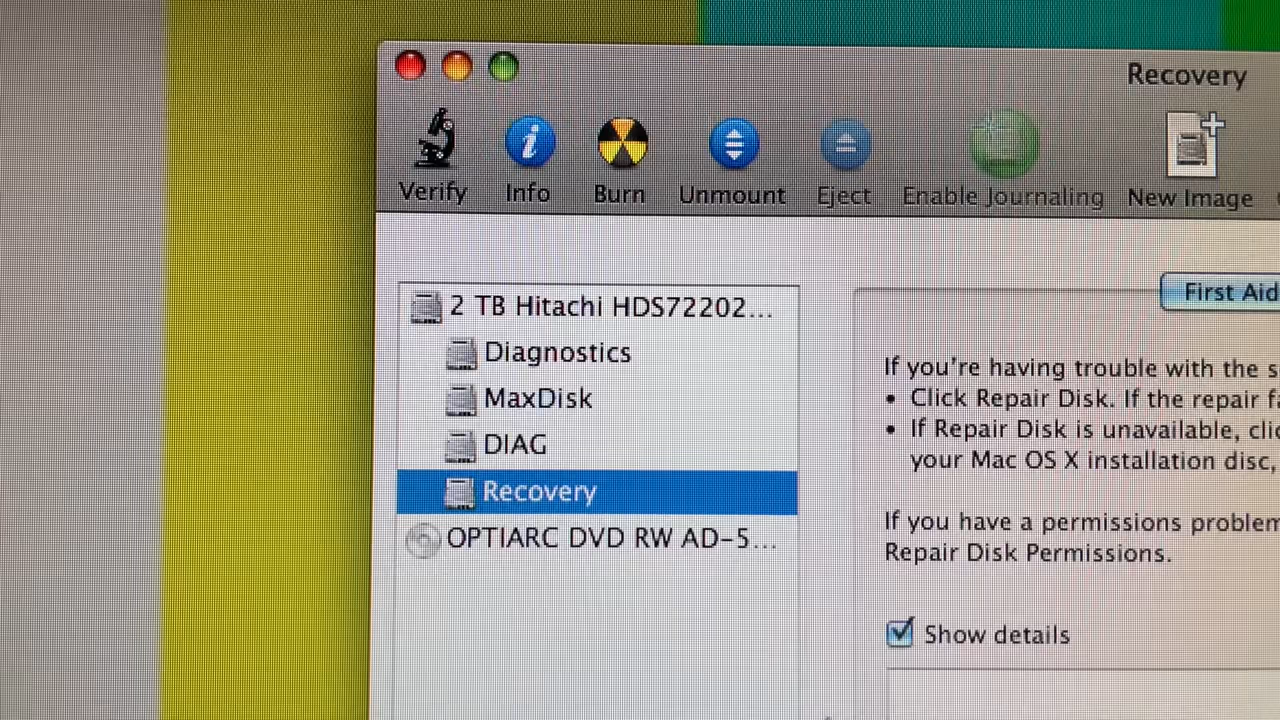 Recovery
Verify Info Burn Unmount Eject Enable Journaling New Image
2 TB Hitachi HDS72202...
Diagnostics
MaxDisk
DIAG
Recovery
OPTIARC DVD RW AD-5...
First Aid
If you're having trouble with the s
• Click Repair Disk. If the repair fa
• If Repair Disk is unavailable, clic
your Mac OS X installation disc,
If you have a permissions problem
Repair Disk Permissions.
Show details